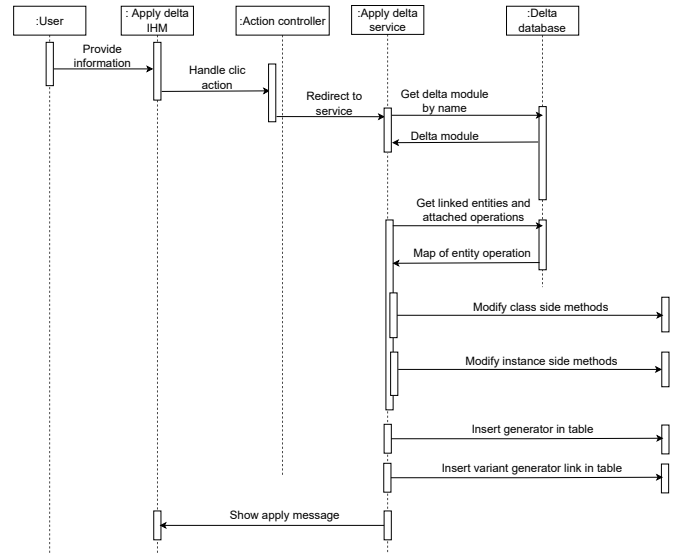 :User
: Apply delta
IHM
:Action controller
:Apply delta
service
:Delta
database
Provide
information
Handle clic
action
Redirect to
service
Get delta module
by name
Delta module
Get linked entities and
attached operations
Map of entity operation
Modify class side methods
Modify instance side methods
Insert generator in table
Insert variant generator link in table
Show apply message